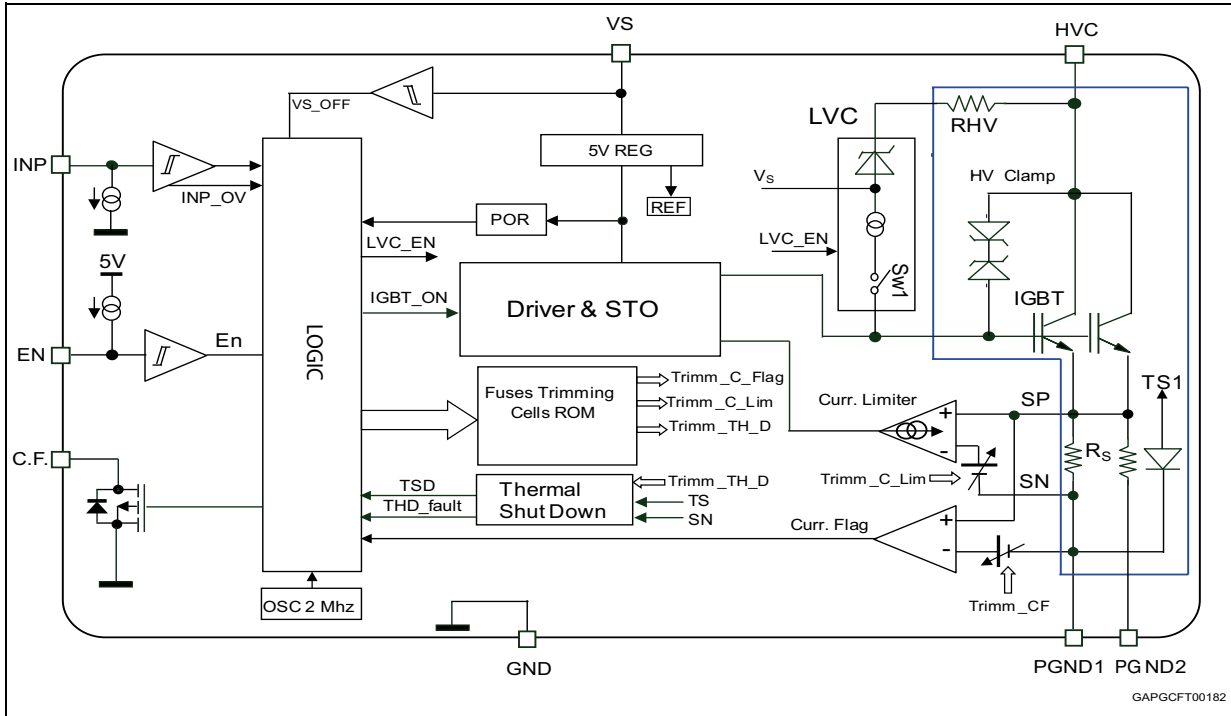 VS
HVC
VS_OFF
LVC
RHV
INP
INP_OV
5V REG
HV Clamp
VS
REF
POR
LVC_EN
LVC_EN
5V
Sw1
IGBT_ON
Driver & STO
IGBT
LOGIC
EN
En
TS1
Fuses Trimming
Cells ROM
Trimm_C_Flag
Trimm_C_Lim
Trimm_TH_D
Curr. Limiter
+
-
SP
RS
SN
Trimm_C_Lim
C.F.
TSD
THD_fault
Thermal
Shut Down
Trimm_TH_D
TS
SN
Curr. Flag
+
-
OSC 2 Mhz
Trimm_CF
GND
PGND1
PGND2
GAPGCFT00182